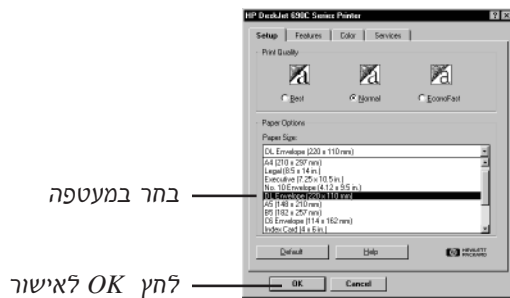 HP DeskJet 690C Series Printer
Setup Features Color Services
Print Quality
Best Normal EconoFast
Paper Options
Paper Size:
DL Envelope (220 x 110 mm)
A4 (210 x 297 mm)
Legal (8.5 x 14 in.)
Executive (7.25 x 10.5 in.)
No. 10 Envelope (4.12 x 9.5 in.)
DL Envelope (220 x 110 mm)
A5 (148 x 210 mm)
B5 (182 x 257 mm)
C6 Envelope (114 x 162 mm)
Index Card (4 x 6 in.)
בחר במעטפה
Default Help HEWLETT PACKARD
OK Cancel
לחץ OK לאישור